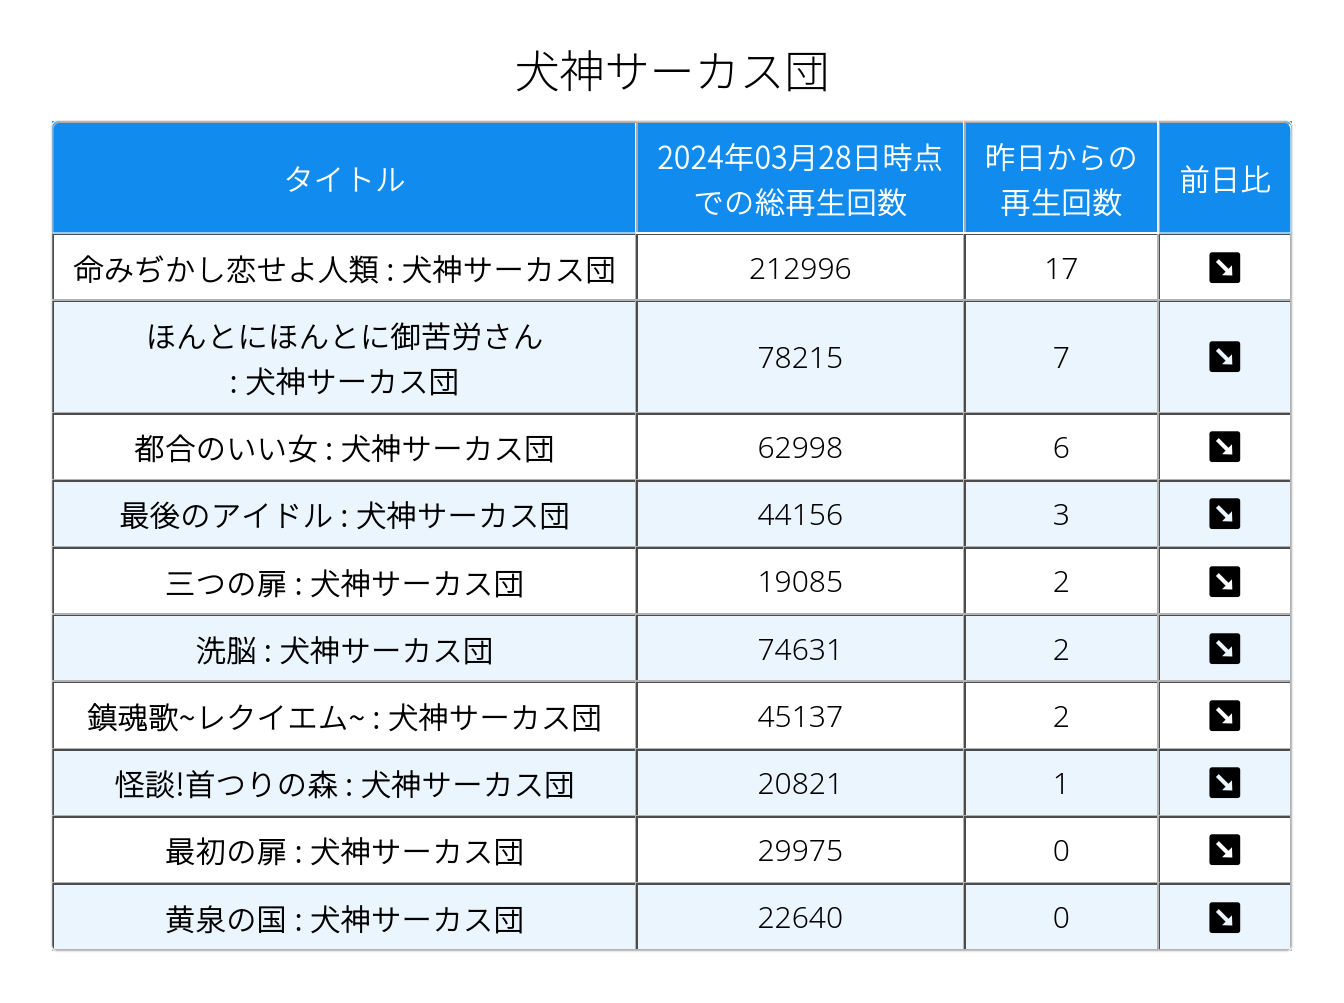 犬神サーカス団
タイトル
2024年03月28日時点
での総再生回数
昨日からの
再生回数
前日比
命みぢかし恋せよ人類 : 犬神サーカス団
212996
17
ほんとにほんとに御苦労さん
: 犬神サーカス団
78215
7
都合のいい女 : 犬神サーカス団
62998
6
最後のアイドル : 犬神サーカス団
44156
3
三つの扉 : 犬神サーカス団
19085
2
洗脳 : 犬神サーカス団
74631
2
鎮魂歌~レクイエム~ : 犬神サーカス団
45137
2
怪談!首つりの森 : 犬神サーカス団
20821
1
最初の扉 : 犬神サーカス団
29975
0
黄泉の国 : 犬神サーカス団
22640
0